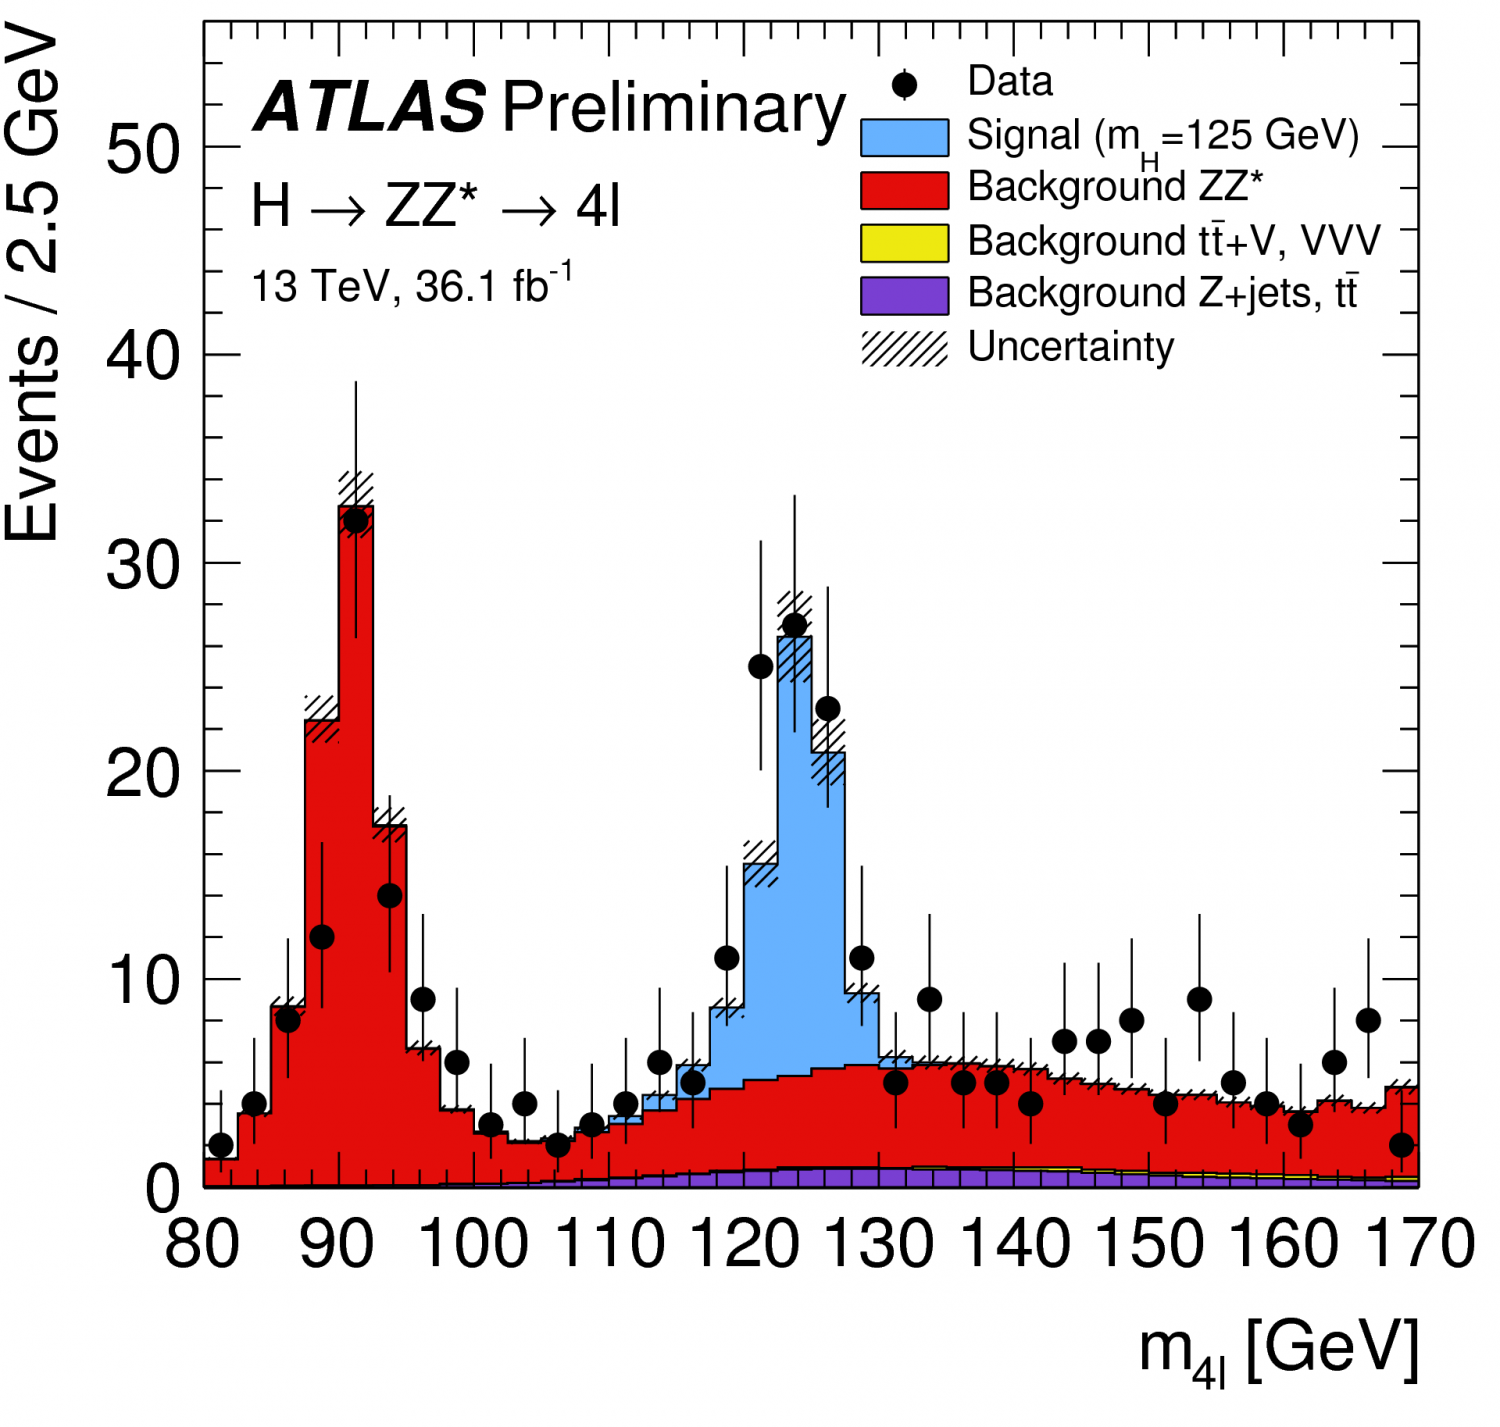 Events / 2.5 GeV
50
40
30
20
10
0
ATLAS Preliminary
H → ZZ* → 4l
13 TeV, 36.1 fb⁻¹
Data
Signal (m_H=125 GeV)
Background ZZ*
Background tt̄+V, VVV
Background Z+jets, tt̄
Uncertainty
80 90 100 110 120 130 140 150 160 170
m_4l [GeV]